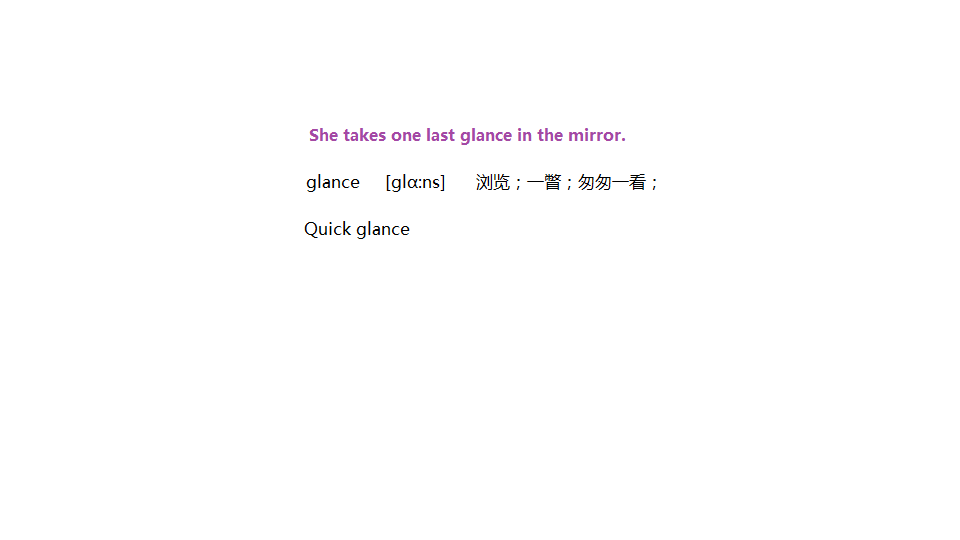 She takes one last glance in the mirror.
glance [glα:ns] 浏览；一瞥；匆匆一看；
Quick glance